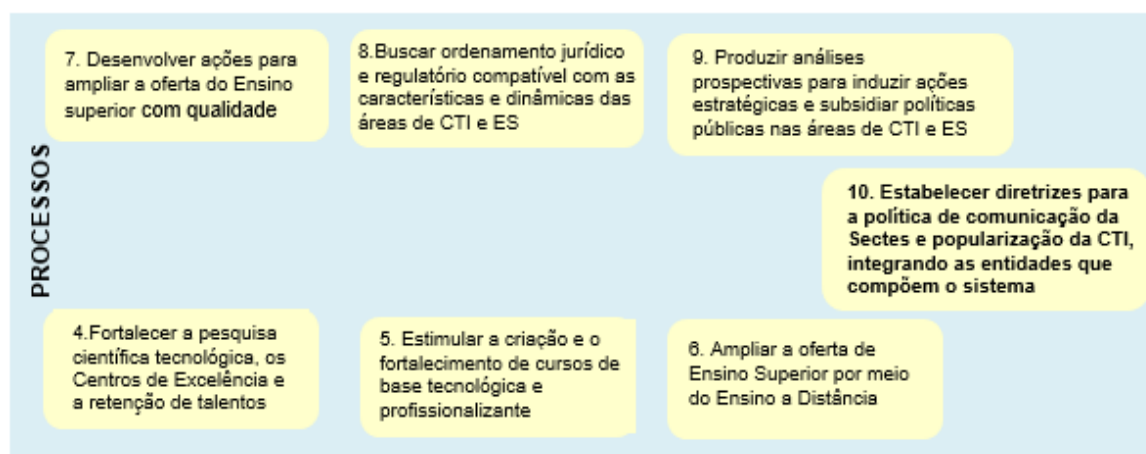 PROCESSOS
7. Desenvolver ações para
ampliar a oferta do Ensino
superior com qualidade
8.Buscar ordenamento jurídico
e regulatório compatível com as
características e dinâmicas das
áreas de CTI e ES
9. Produzir análises
prospectivas para induzir ações
estratégicas e subsidiar políticas
públicas nas áreas de CTI e ES
10. Estabelecer diretrizes para
a política de comunicação da
Sectes e popularização da CTI,
integrando as entidades que
compõem o sistema
4.Fortalecer a pesquisa
científica tecnológica, os
Centros de Excelência e
a retenção de talentos
5. Estimular a criação e o
fortalecimento de cursos de
base tecnológica e
profissionalizante
6. Ampliar a oferta de
Ensino Superior por meio
do Ensino a Distância